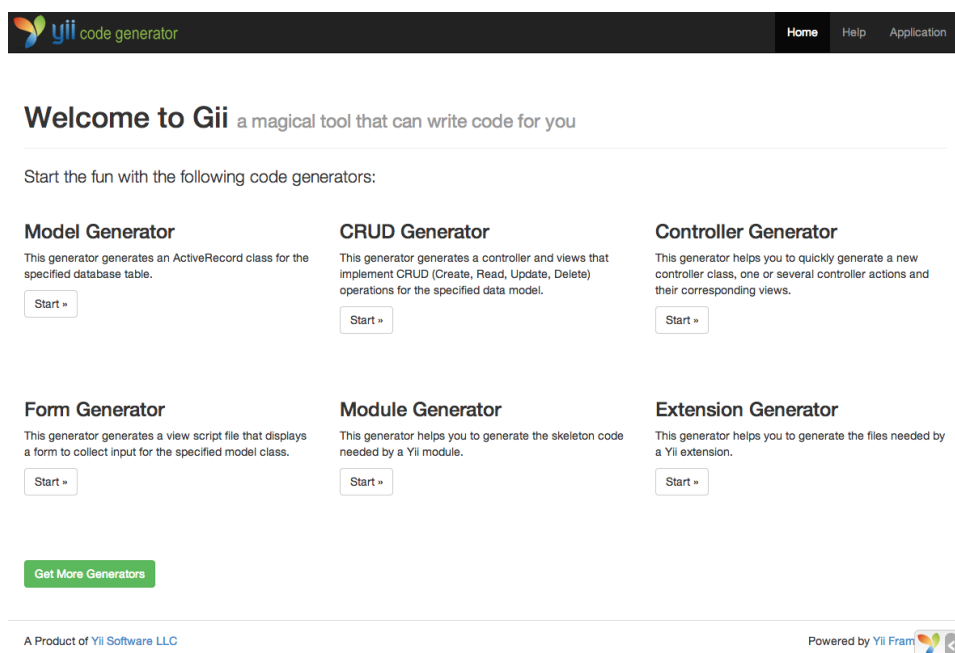 yii code generator
Home Help Application
Welcome to Gii a magical tool that can write code for you
Start the fun with the following code generators:
Model Generator
This generator generates an ActiveRecord class for the
specified database table.
Start »
CRUD Generator
This generator generates a controller and views that
implement CRUD (Create, Read, Update, Delete)
operations for the specified data model.
Start »
Controller Generator
This generator helps you to quickly generate a new
controller class, one or several controller actions and
their corresponding views.
Start »
Form Generator
This generator generates a view script file that displays
a form to collect input for the specified model class.
Start »
Module Generator
This generator helps you to generate the skeleton code
needed by a Yii module.
Start »
Extension Generator
This generator helps you to generate the files needed by
a Yii extension.
Start »
Get More Generators
A Product of Yii Software LLC
Powered by Yii Fram